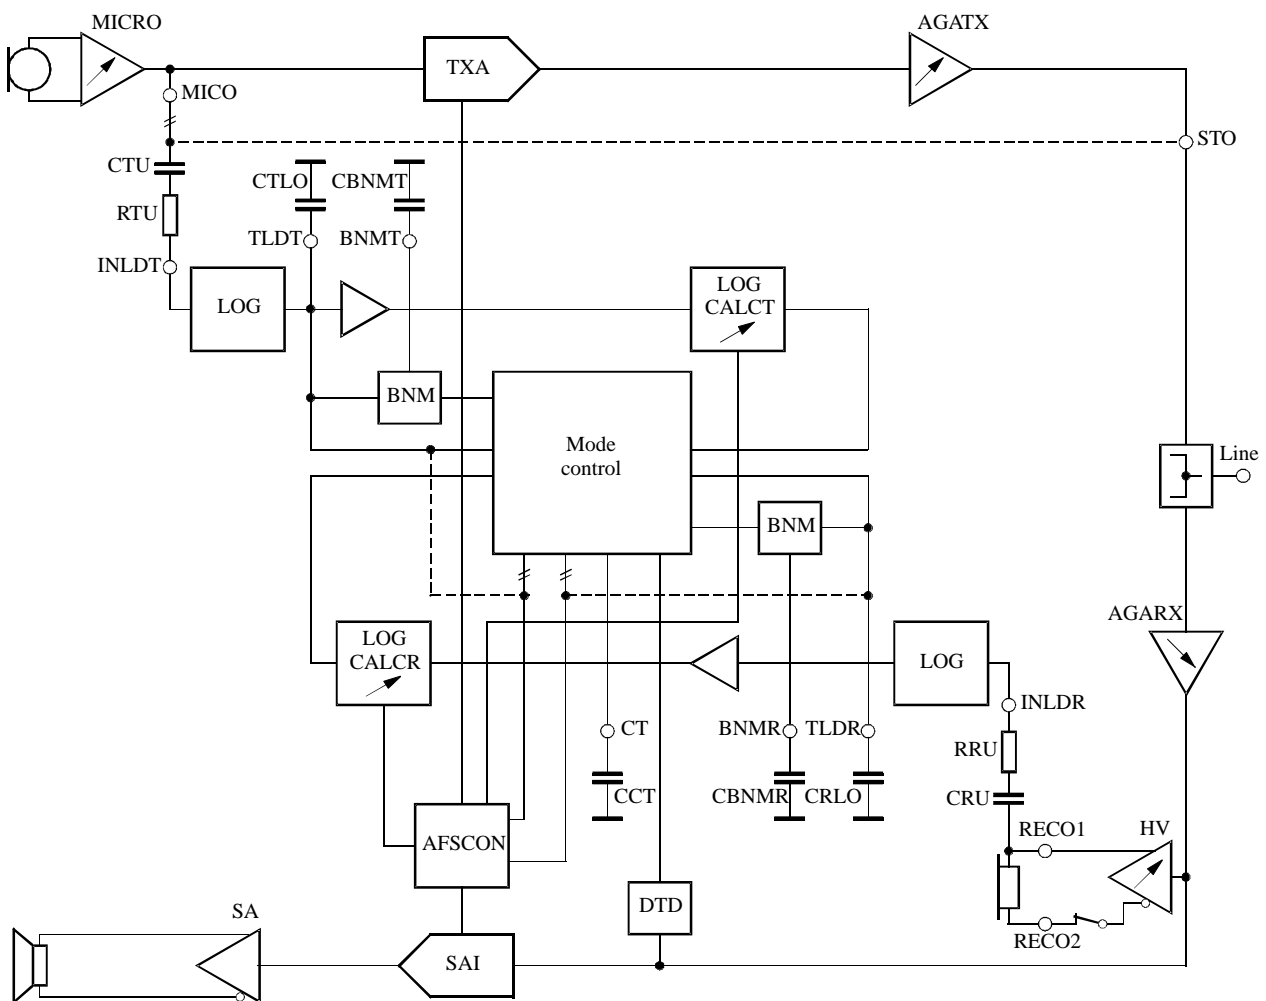 MICRO
AGATX
TXA
MICO
STO
CTU
CTLO
CBNMT
RTU
TLDT
BNMT
INLDT
LOG
LOG
CALCT
BNM
Mode
control
Line
BNM
AGARX
LOG
CALCR
LOG
INLDR
CT
BNMR
TLDR
RRU
CCT
CBNMR
CRLO
CRU
RECO1
HV
AFSCON
DTD
SA
RECO2
SAI